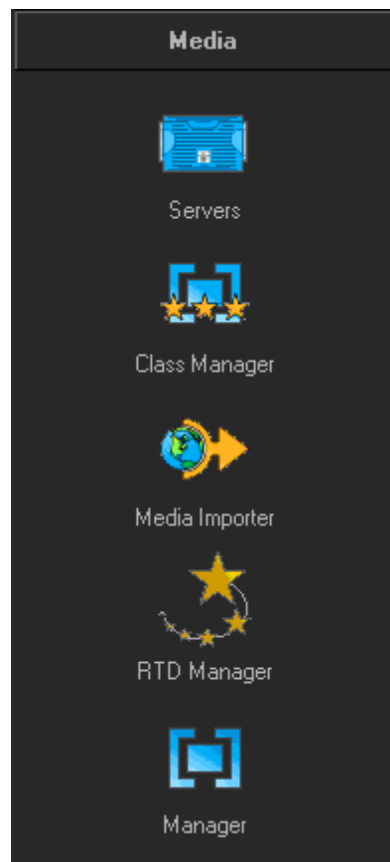 Media
Servers
Class Manager
Media Importer
RTD Manager
Manager